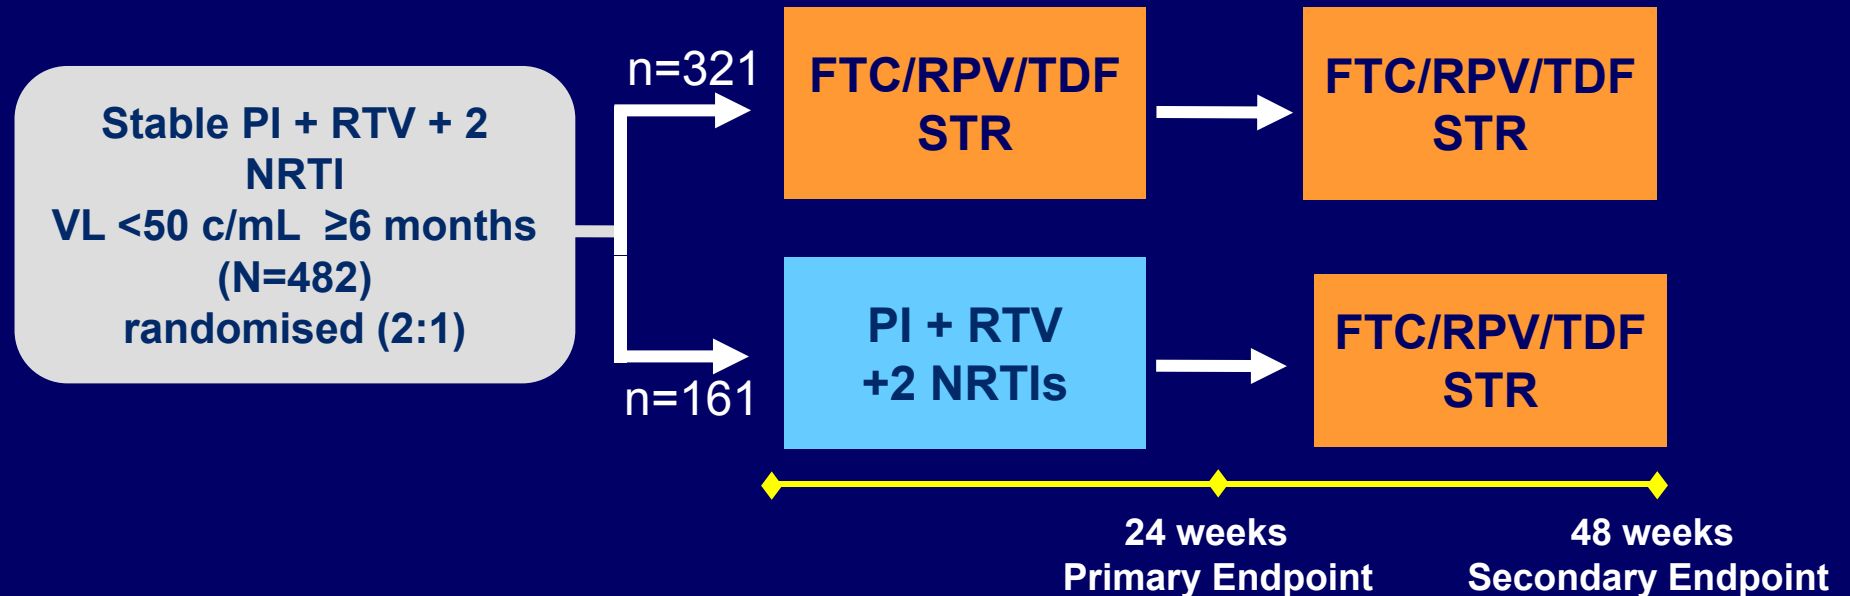 Stable PI + RTV + 2
NRTI
VL <50 c/mL ≥6 months
(N=482)
randomised (2:1)
n=321
FTC/RPV/TDF
STR
FTC/RPV/TDF
STR
n=161
PI + RTV
+2 NRTIs
FTC/RPV/TDF
STR
24 weeks
Primary Endpoint
48 weeks
Secondary Endpoint